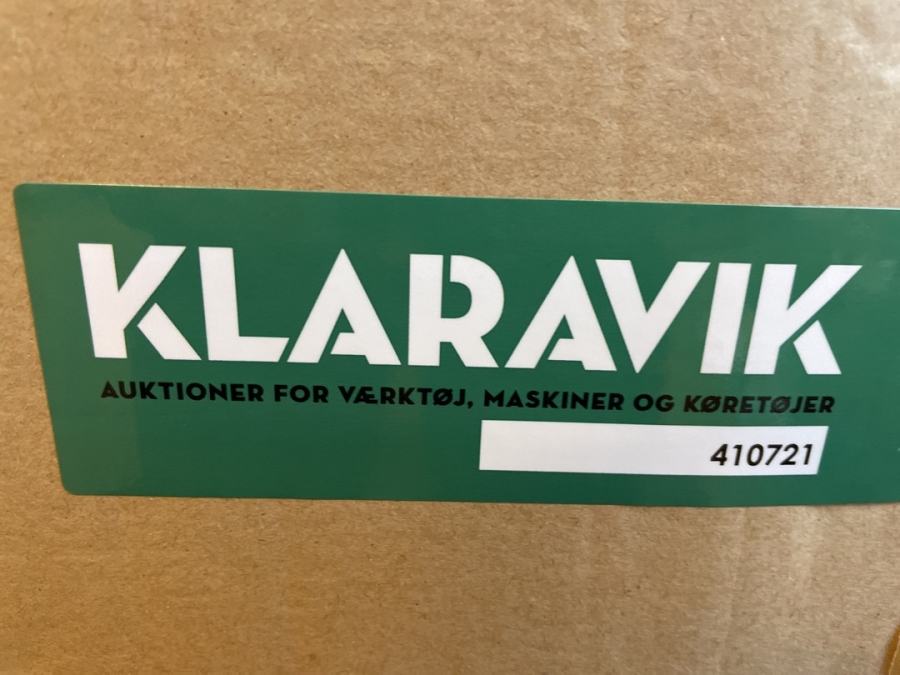 KLARAVIK
AUKTIONER FOR VÆRKTØJ, MASKINER OG KØRETØJER
410721